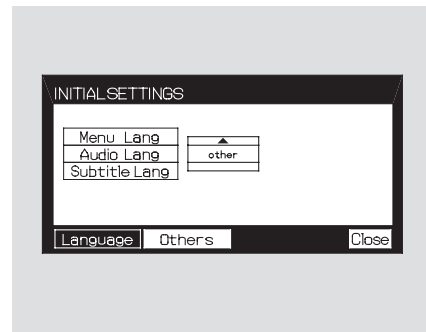 INITIAL SETTINGS
Menu Lang
Audio Lang
other
Subtitle Lang
Language Others Close